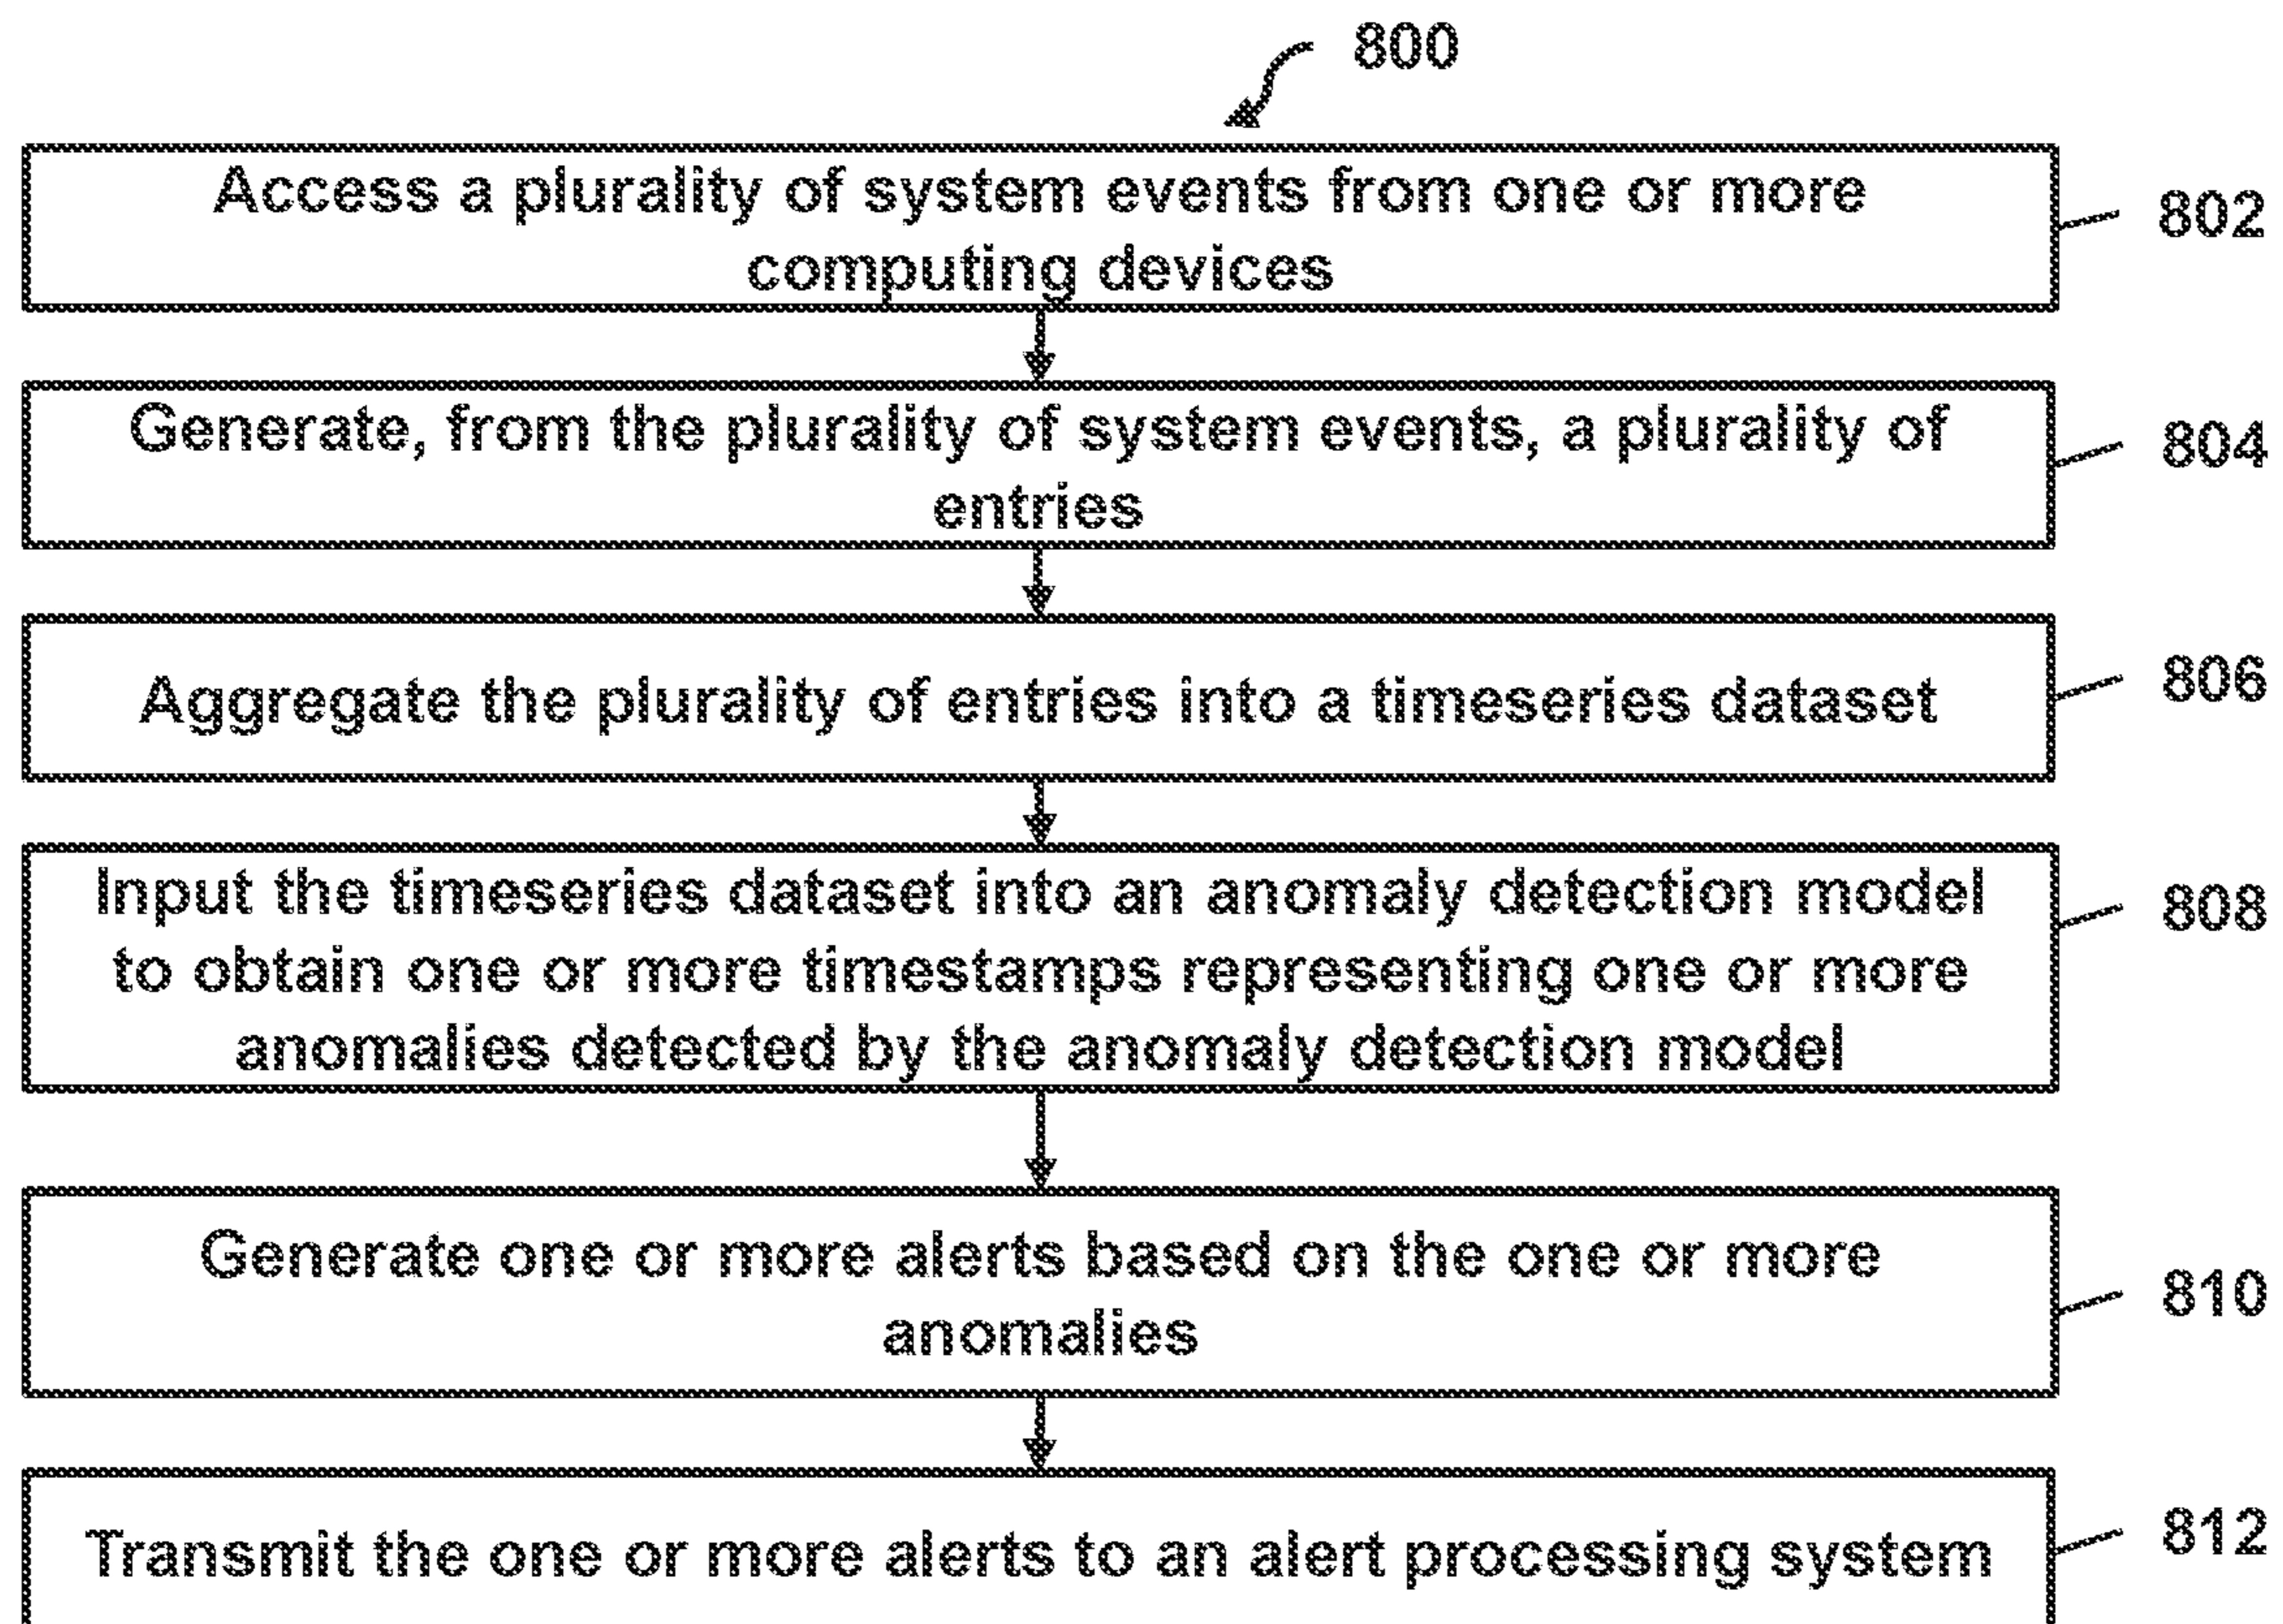 800
Access a plurality of system events from one or more
computing devices
802
Generate, from the plurality of system events, a plurality of
entries
804
Aggregate the plurality of entries into a timeseries dataset
806
Input the timeseries dataset into an anomaly detection model
to obtain one or more timestamps representing one or more
anomalies detected by the anomaly detection model
808
Generate one or more alerts based on the one or more
anomalies
810
Transmit the one or more alerts to an alert processing system
812